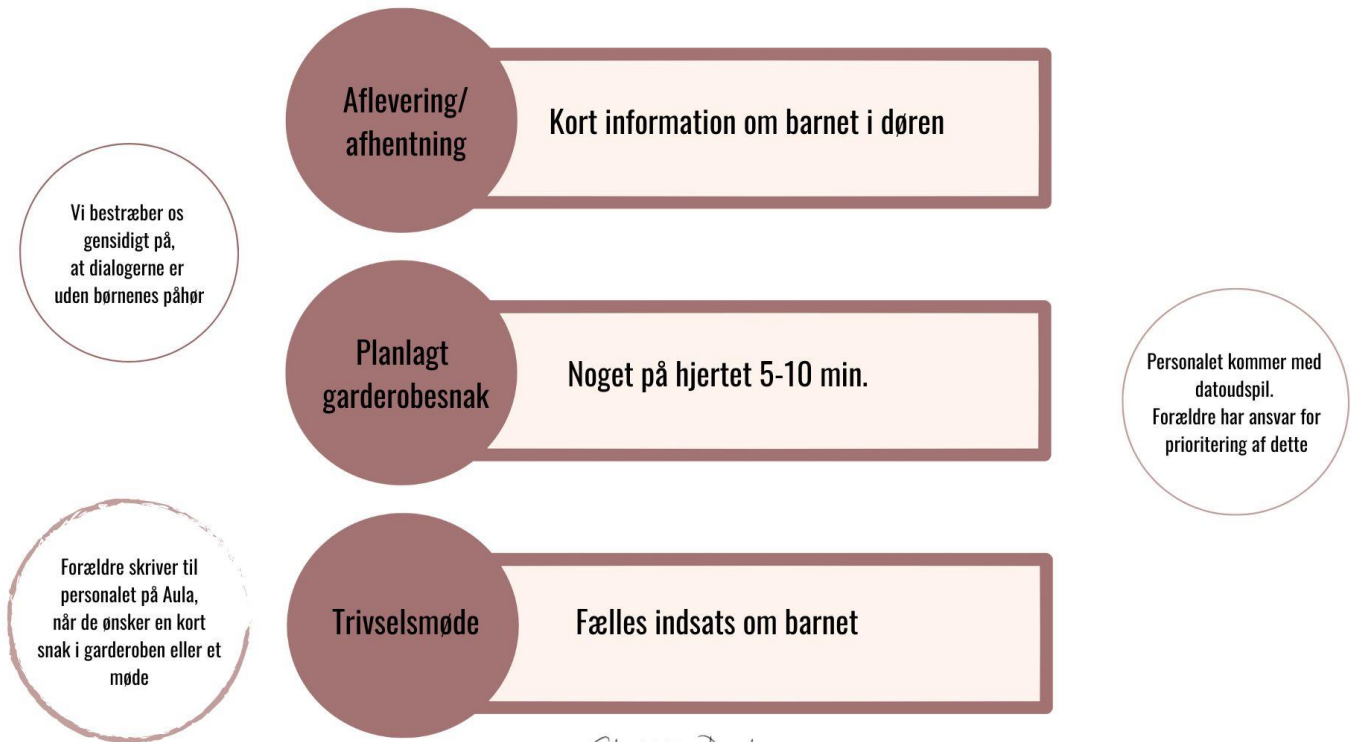 Aflevering/
afhentning
Kort information om barnet i døren
Vi bestræber os
gensidigt på,
at dialogerne er
uden børnenes påhør
Planlagt
garderobesnak
Noget på hjertet 5-10 min.
Personalet kommer med
datoudspil.
Forældre har ansvar for
prioritering af dette
Forældre skriver til
personalet på Aula,
når de ønsker en kort
snak i garderoben eller et
møde
Trivselsmøde
Fælles indsats om barnet